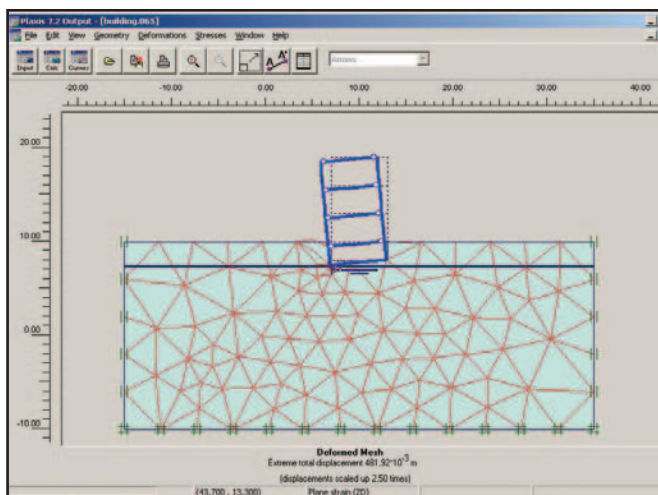 Plaxis 7.2 Output - [building.065]
File Edit View Geometry Deformations Stresses Window Help
Input Calc Curves
Arrows
-20.00 -10.00 0.00 10.00 20.00 30.00 40.00
20.00
10.00
0.00
-10.00
Deformed Mesh
Extreme total displacement 481.92*10-3 m
(displacements scaled up 2.50 times)
(43.700 , 13.300) Plane strain (2D)